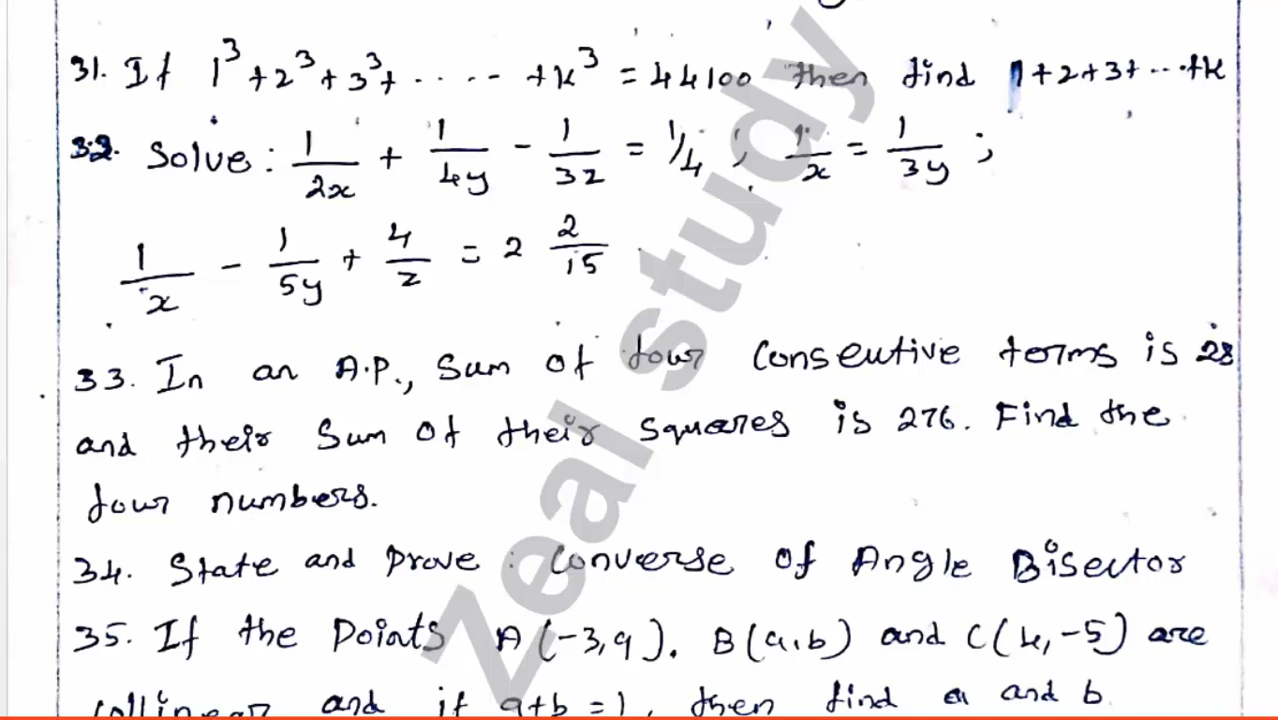 31. If 1³+2³+3³+ ..... +k³ = 44100 then find 1+2+3+ ... +k
32. Solve: 1/2x + 1/4y - 1/3z = 1/4 ; 1/x = 1/3y ;
1/x - 1/5y + 4/z = 2 2/15
33. In an A.P., sum of four Conseutive terms is 28
and their Sum of their squares is 276. Find the
four numbers.
34. State and prove : Converse of Angle Bisector
35. If the Points A(-3,9). B(a,b) and C(4,-5) are
collinear and if a+b=1, then find a and b.
Zeal study